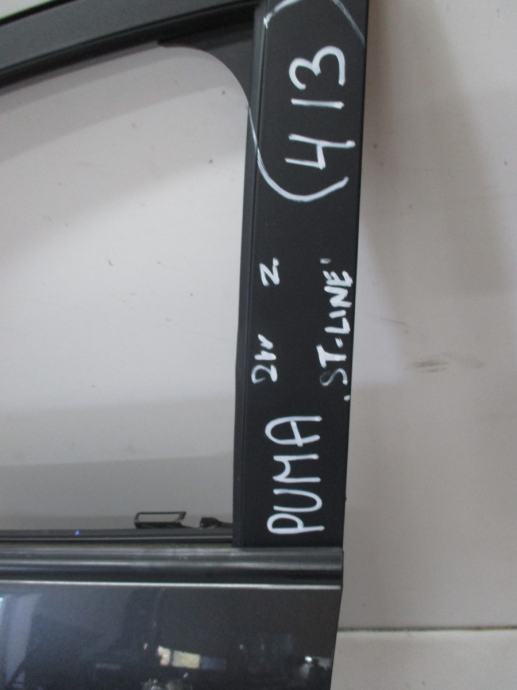 PUMA 2W Z (413)
"ST-LINE"